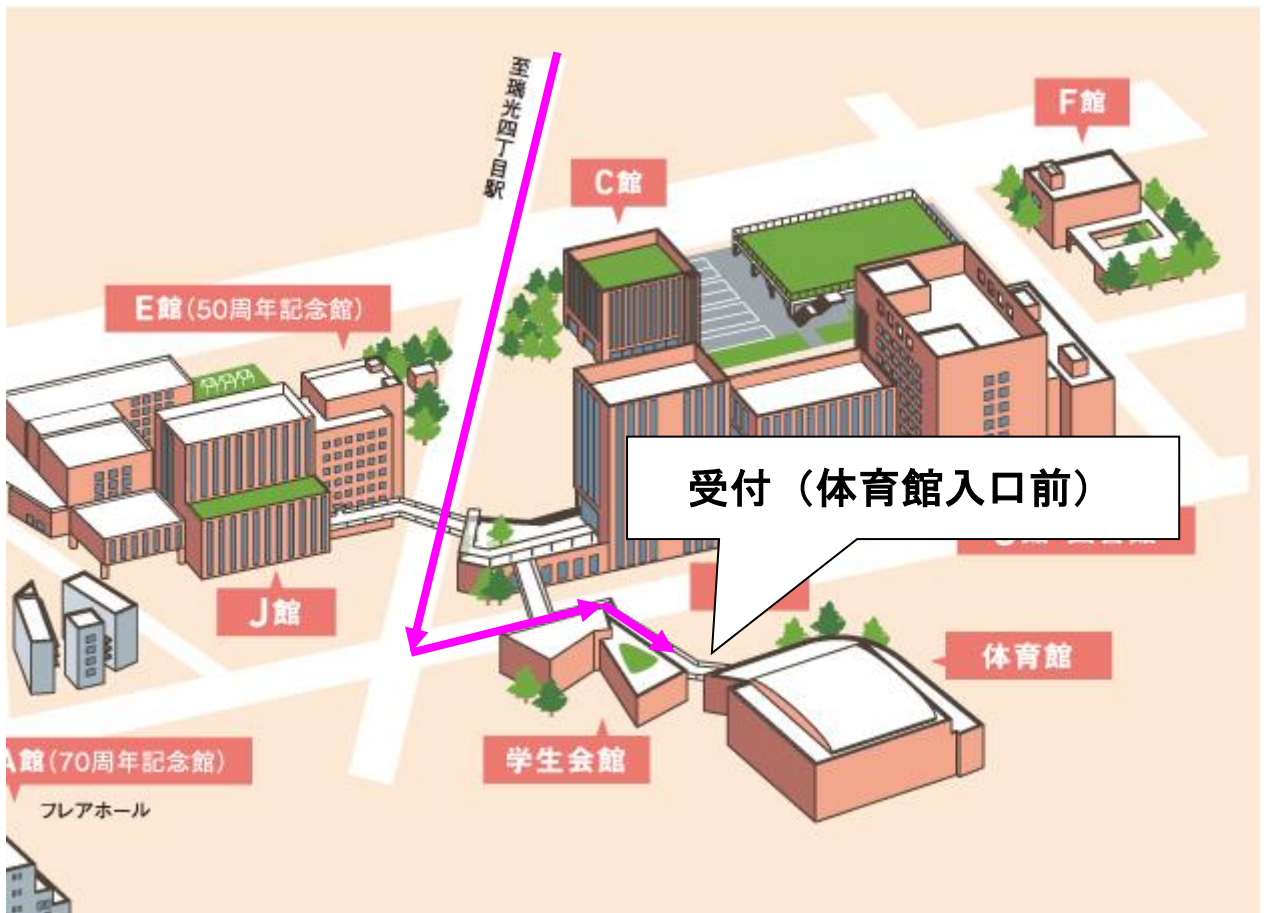 至瑞光四丁目駅
F館
C館
E館(50周年記念館)
受付（体育館入口前）
J館
体育館
学生会館
館(70周年記念館)
フレアホール